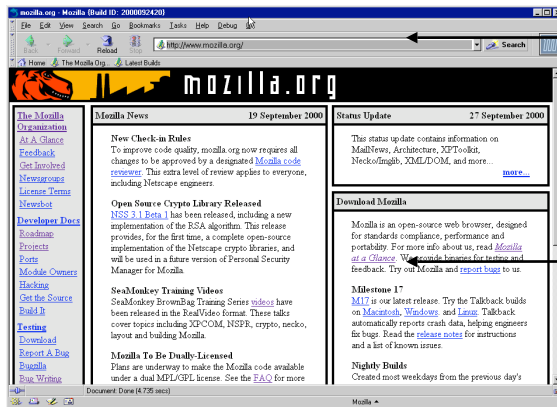 mozilla.org - Mozilla {Build ID: 2000092420}
File Edit View Search Go Bookmarks Tasks Help Debug QA
Back Forward Reload Stop http://www.mozilla.org/ Search
Home The Mozilla Org... Latest Builds
mozilla.org
The Mozilla
Organization
At A Glance
Feedback
Get Involved
Newsgroups
License Terms
Newsbot
Developer Docs
Roadmap
Projects
Ports
Module Owners
Hacking
Get the Source
Build It
Testing
Download
Report A Bug
Bugzilla
Bug Writing
Mozilla News 19 September 2000
New Check-in Rules
To improve code quality, mozilla.org now requires all
changes to be approved by a designated Mozilla code
reviewer. This extra level of review applies to everyone,
including Netscape engineers.
Open Source Crypto Library Released
NSS 3.1 Beta 1 has been released, including a new
implementation of the RSA algorithm. This release
provides, for the first time, a complete open-source
implementation of the Netscape crypto libraries, and
will be used in a future version of Personal Security
Manager for Mozilla.
SeaMonkey Training Videos
SeaMonkey BrownBag Training Series videos have
been released in the RealVideo format. These talks
cover topics including XPCOM, NSPR, crypto, necko,
layout and building Mozilla.
Mozilla To Be Dually-Licensed
Plans are underway to make the Mozilla code available
under a dual MPL/GPL license. See the FAQ for more
Status Update 27 September 2000
This status update contains information on
MailNews, Architecture, XPToolkit,
Necko/Imglib, XML/DOM, and more...
more...
Download Mozilla
Mozilla is an open-source web browser, designed
for standards compliance, performance and
portability. For more info about us, read Mozilla
at a Glance. We provide binaries for testing and
feedback. Try out Mozilla and report bugs to us.
Milestone 17
M17 is our latest release. Try the Talkback builds
on Macintosh, Windows, and Linux. Talkback
automatically reports crash data, helping engineers
fix bugs. Read the release notes for instructions
and a list of known issues.
Nightly Builds
Created most weekdays from the previous day's
Document: Done (4.735 secs)
Mozilla